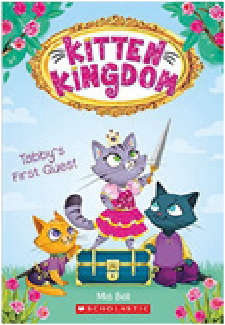 KITTEN
KINGDOM
Tabby's
First Quest
Mia Bell
SCHOLASTIC